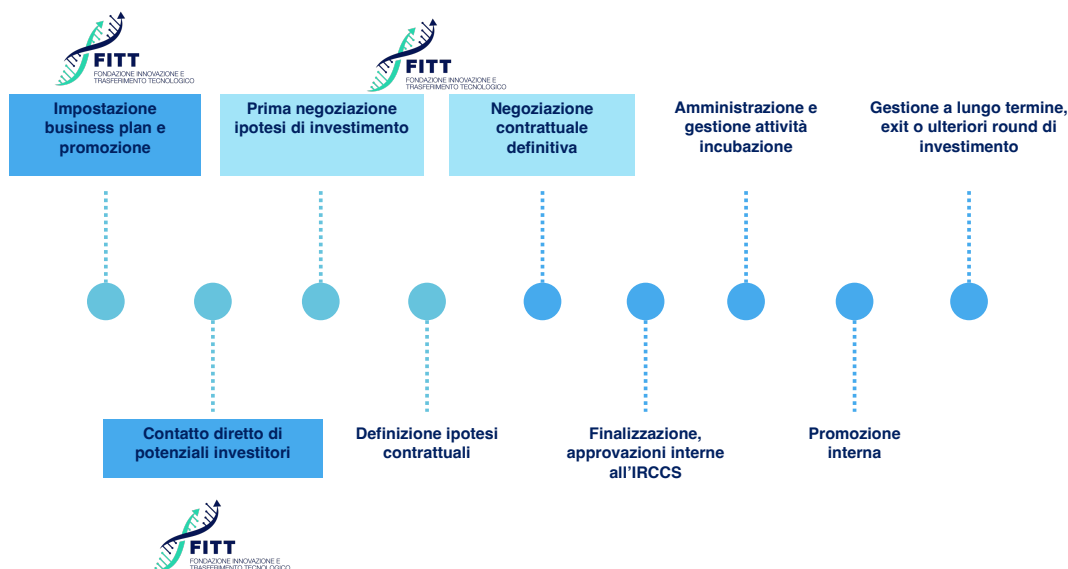 FITT
FONDAZIONE INNOVAZIONE E
TRASFERIMENTO TECNOLOGICO
FITT
FONDAZIONE INNOVAZIONE E
TRASFERIMENTO TECNOLOGICO
Impostazione
business plan e
promozione
Prima negoziazione
ipotesi di investimento
Negoziazione
contrattuale
definitiva
Amministrazione e
gestione attività
incubazione
Gestione a lungo termine,
exit o ulteriori round di
investimento
Contatto diretto di
potenziali investitori
Definizione ipotesi
contrattuali
Finalizzazione,
approvazioni interne
all'IRCCS
Promozione
interna
FITT
FONDAZIONE INNOVAZIONE E
TRASFERIMENTO TECNOLOGICO